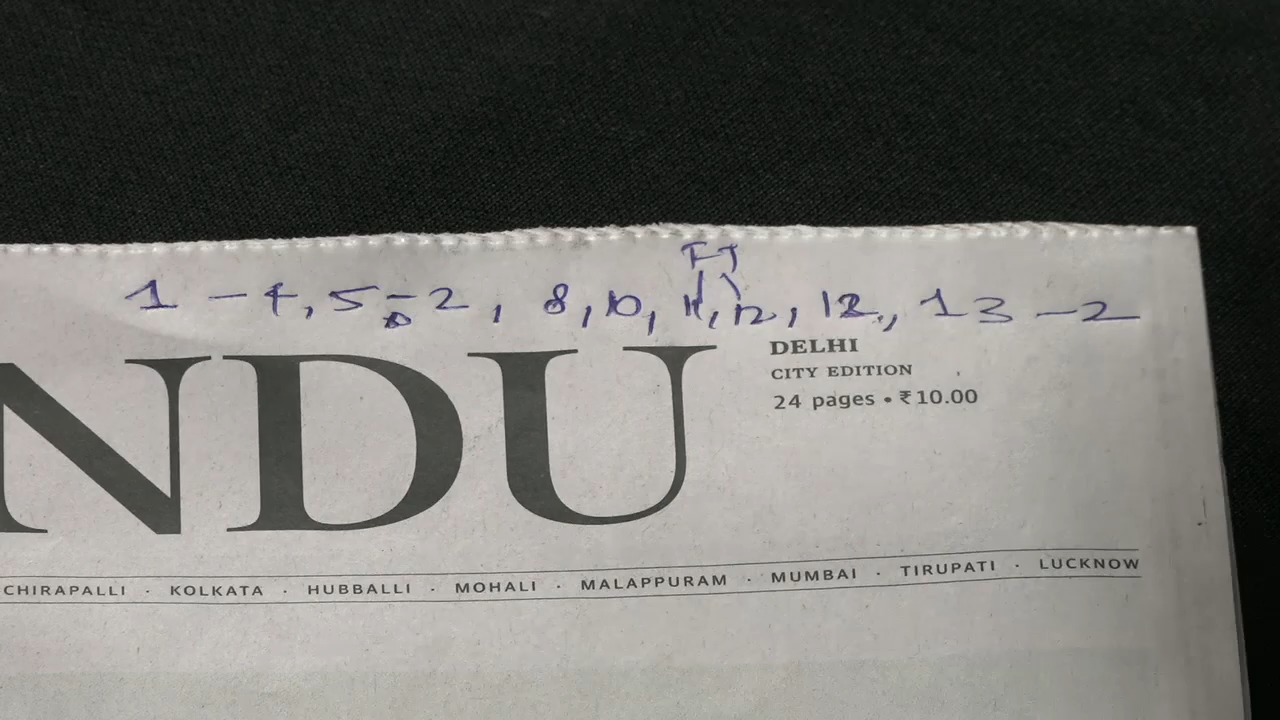 FJ
1 - 4, 5 - 2, 8, 10, 11, 12, 12, 13 - 2
NDU
DELHI
CITY EDITION
24 pages • ₹10.00
CHIRAPALLI · KOLKATA · HUBBALLI · MOHALI · MALAPPURAM · MUMBAI · TIRUPATI · LUCKNOW